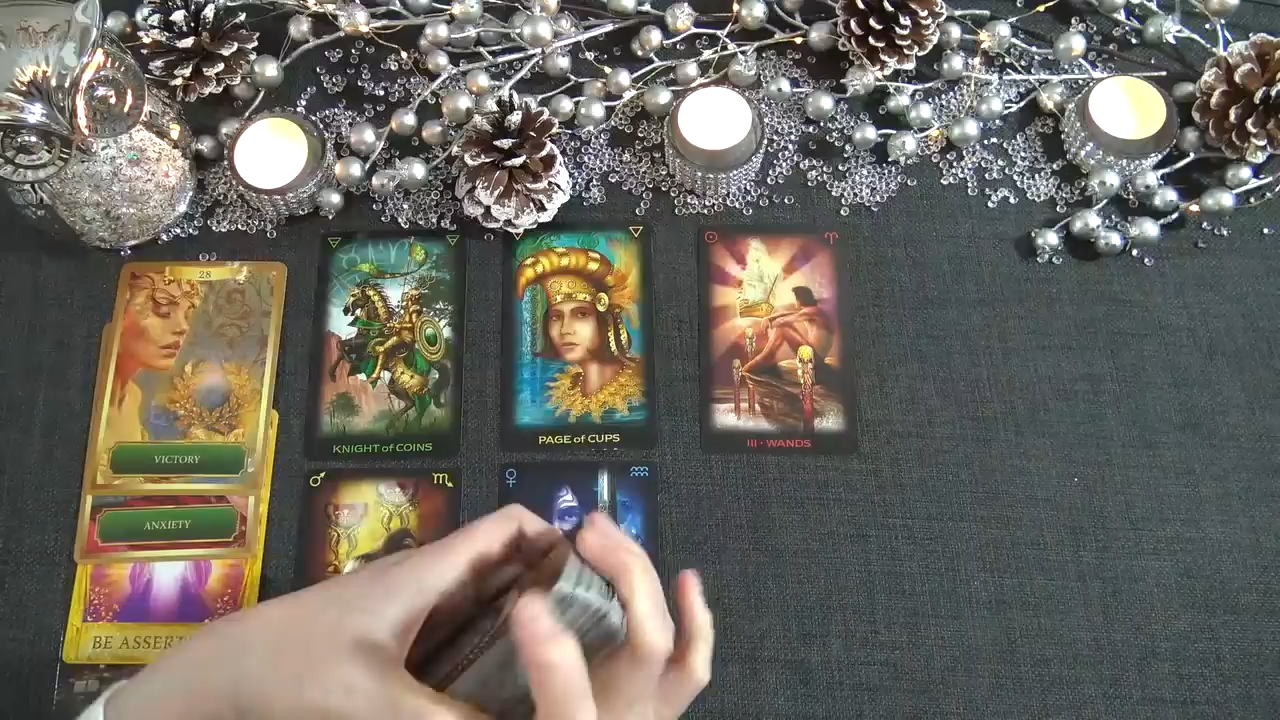 28
VICTORY
ANXIETY
BE ASSERT
KNIGHT of COINS
PAGE of CUPS
III • WANDS